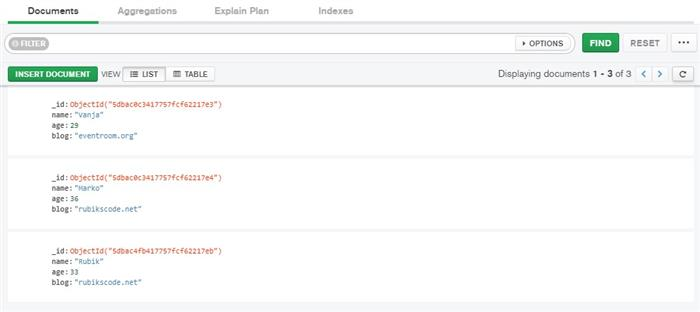 Documents Aggregations Explain Plan Indexes
FILTER OPTIONS FIND RESET ...
INSERT DOCUMENT VIEW LIST TABLE Displaying documents 1 - 3 of 3 < > C
_id: ObjectId("5dbac0c3417757fcf62217e3")
name: "Vanja"
age: 29
blog: "eventroom.org"
_id: ObjectId("5dbac0c3417757fcf62217e4")
name: "Marko"
age: 36
blog: "rubikscode.net"
_id: ObjectId("5dbac4fb417757fcf62217eb")
name: "Rubik"
age: 33
blog: "rubikscode.net"